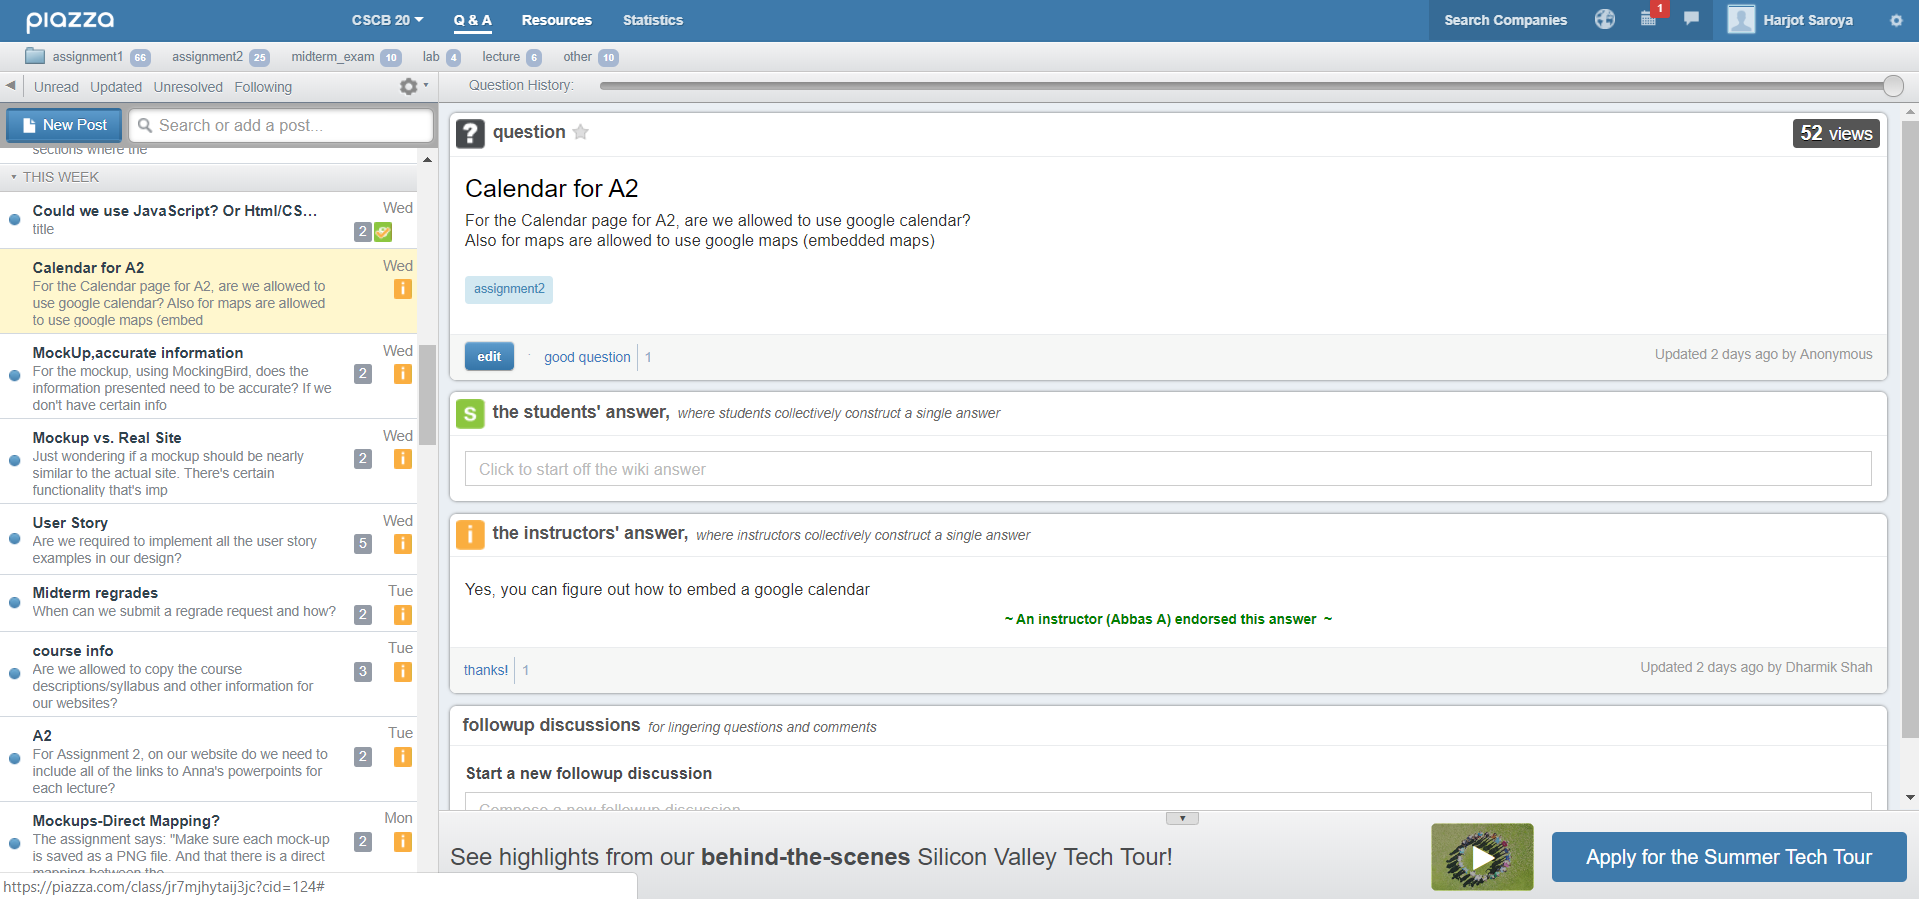 piazza
CSCB 20
Q & A
Resources
Statistics
Search Companies
1
Harjot Saroya
assignment1 66
assignment2 25
midterm_exam 10
lab 4
lecture 6
other 10
Unread Updated Unresolved Following
Question History:
New Post
Search or add a post...
sections where the
THIS WEEK
Could we use JavaScript? Or Html/CS... Wed
title 2
Calendar for A2 Wed
For the Calendar page for A2, are we allowed to i
use google calendar? Also for maps are allowed
to use google maps (embed
MockUp,accurate information Wed
For the mockup, using MockingBird, does the 2 i
information presented need to be accurate? If we
don't have certain info
Mockup vs. Real Site Wed
Just wondering if a mockup should be nearly 2 i
similar to the actual site. There's certain
functionality that's imp
User Story Wed
Are we required to implement all the user story 5 i
examples in our design?
Midterm regrades Tue
When can we submit a regrade request and how? 2 i
course info Tue
Are we allowed to copy the course 3 i
descriptions/syllabus and other information for
our websites?
A2 Tue
For Assignment 2, on our website do we need to 2 i
include all of the links to Anna's powerpoints for
each lecture?
Mockups-Direct Mapping? Mon
The assignment says: "Make sure each mock-up 2 i
is saved as a PNG file. And that there is a direct
mapping between the
https://piazza.com/class/jr7mjhytaij3jc?cid=124#
? question
52 views
Calendar for A2
For the Calendar page for A2, are we allowed to use google calendar?
Also for maps are allowed to use google maps (embedded maps)
assignment2
edit · good question 1
Updated 2 days ago by Anonymous
S the students' answer, where students collectively construct a single answer
Click to start off the wiki answer
i the instructors' answer, where instructors collectively construct a single answer
Yes, you can figure out how to embed a google calendar
~ An instructor (Abbas A) endorsed this answer ~
thanks! 1
Updated 2 days ago by Dharmik Shah
followup discussions for lingering questions and comments
Start a new followup discussion
Compose a new followup discussion
See highlights from our behind-the-scenes Silicon Valley Tech Tour!
Apply for the Summer Tech Tour